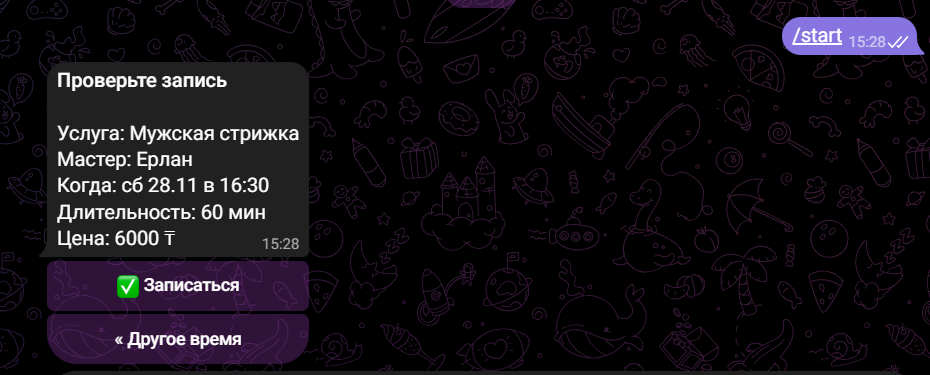 /start 15:28
Проверьте запись
Услуга: Мужская стрижка
Мастер: Ерлан
Когда: сб 28.11 в 16:30
Длительность: 60 мин
Цена: 6000 ₸
15:28
✅ Записаться
« Другое время